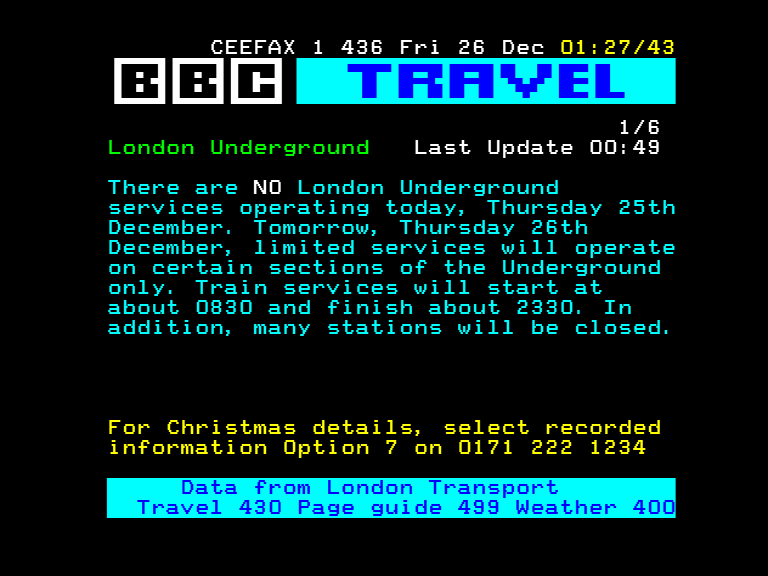 CEEFAX 1 436 Fri 26 Dec 01:27/43
BBC TRAVEL
1/6
London Underground Last Update 00:49
There are NO London Underground
services operating today, Thursday 25th
December. Tomorrow, Thursday 26th
December, limited services will operate
on certain sections of the Underground
only. Train services will start at
about 0830 and finish about 2330. In
addition, many stations will be closed.
For Christmas details, select recorded
information Option 7 on 0171 222 1234
Data from London Transport
Travel 430 Page guide 499 Weather 400